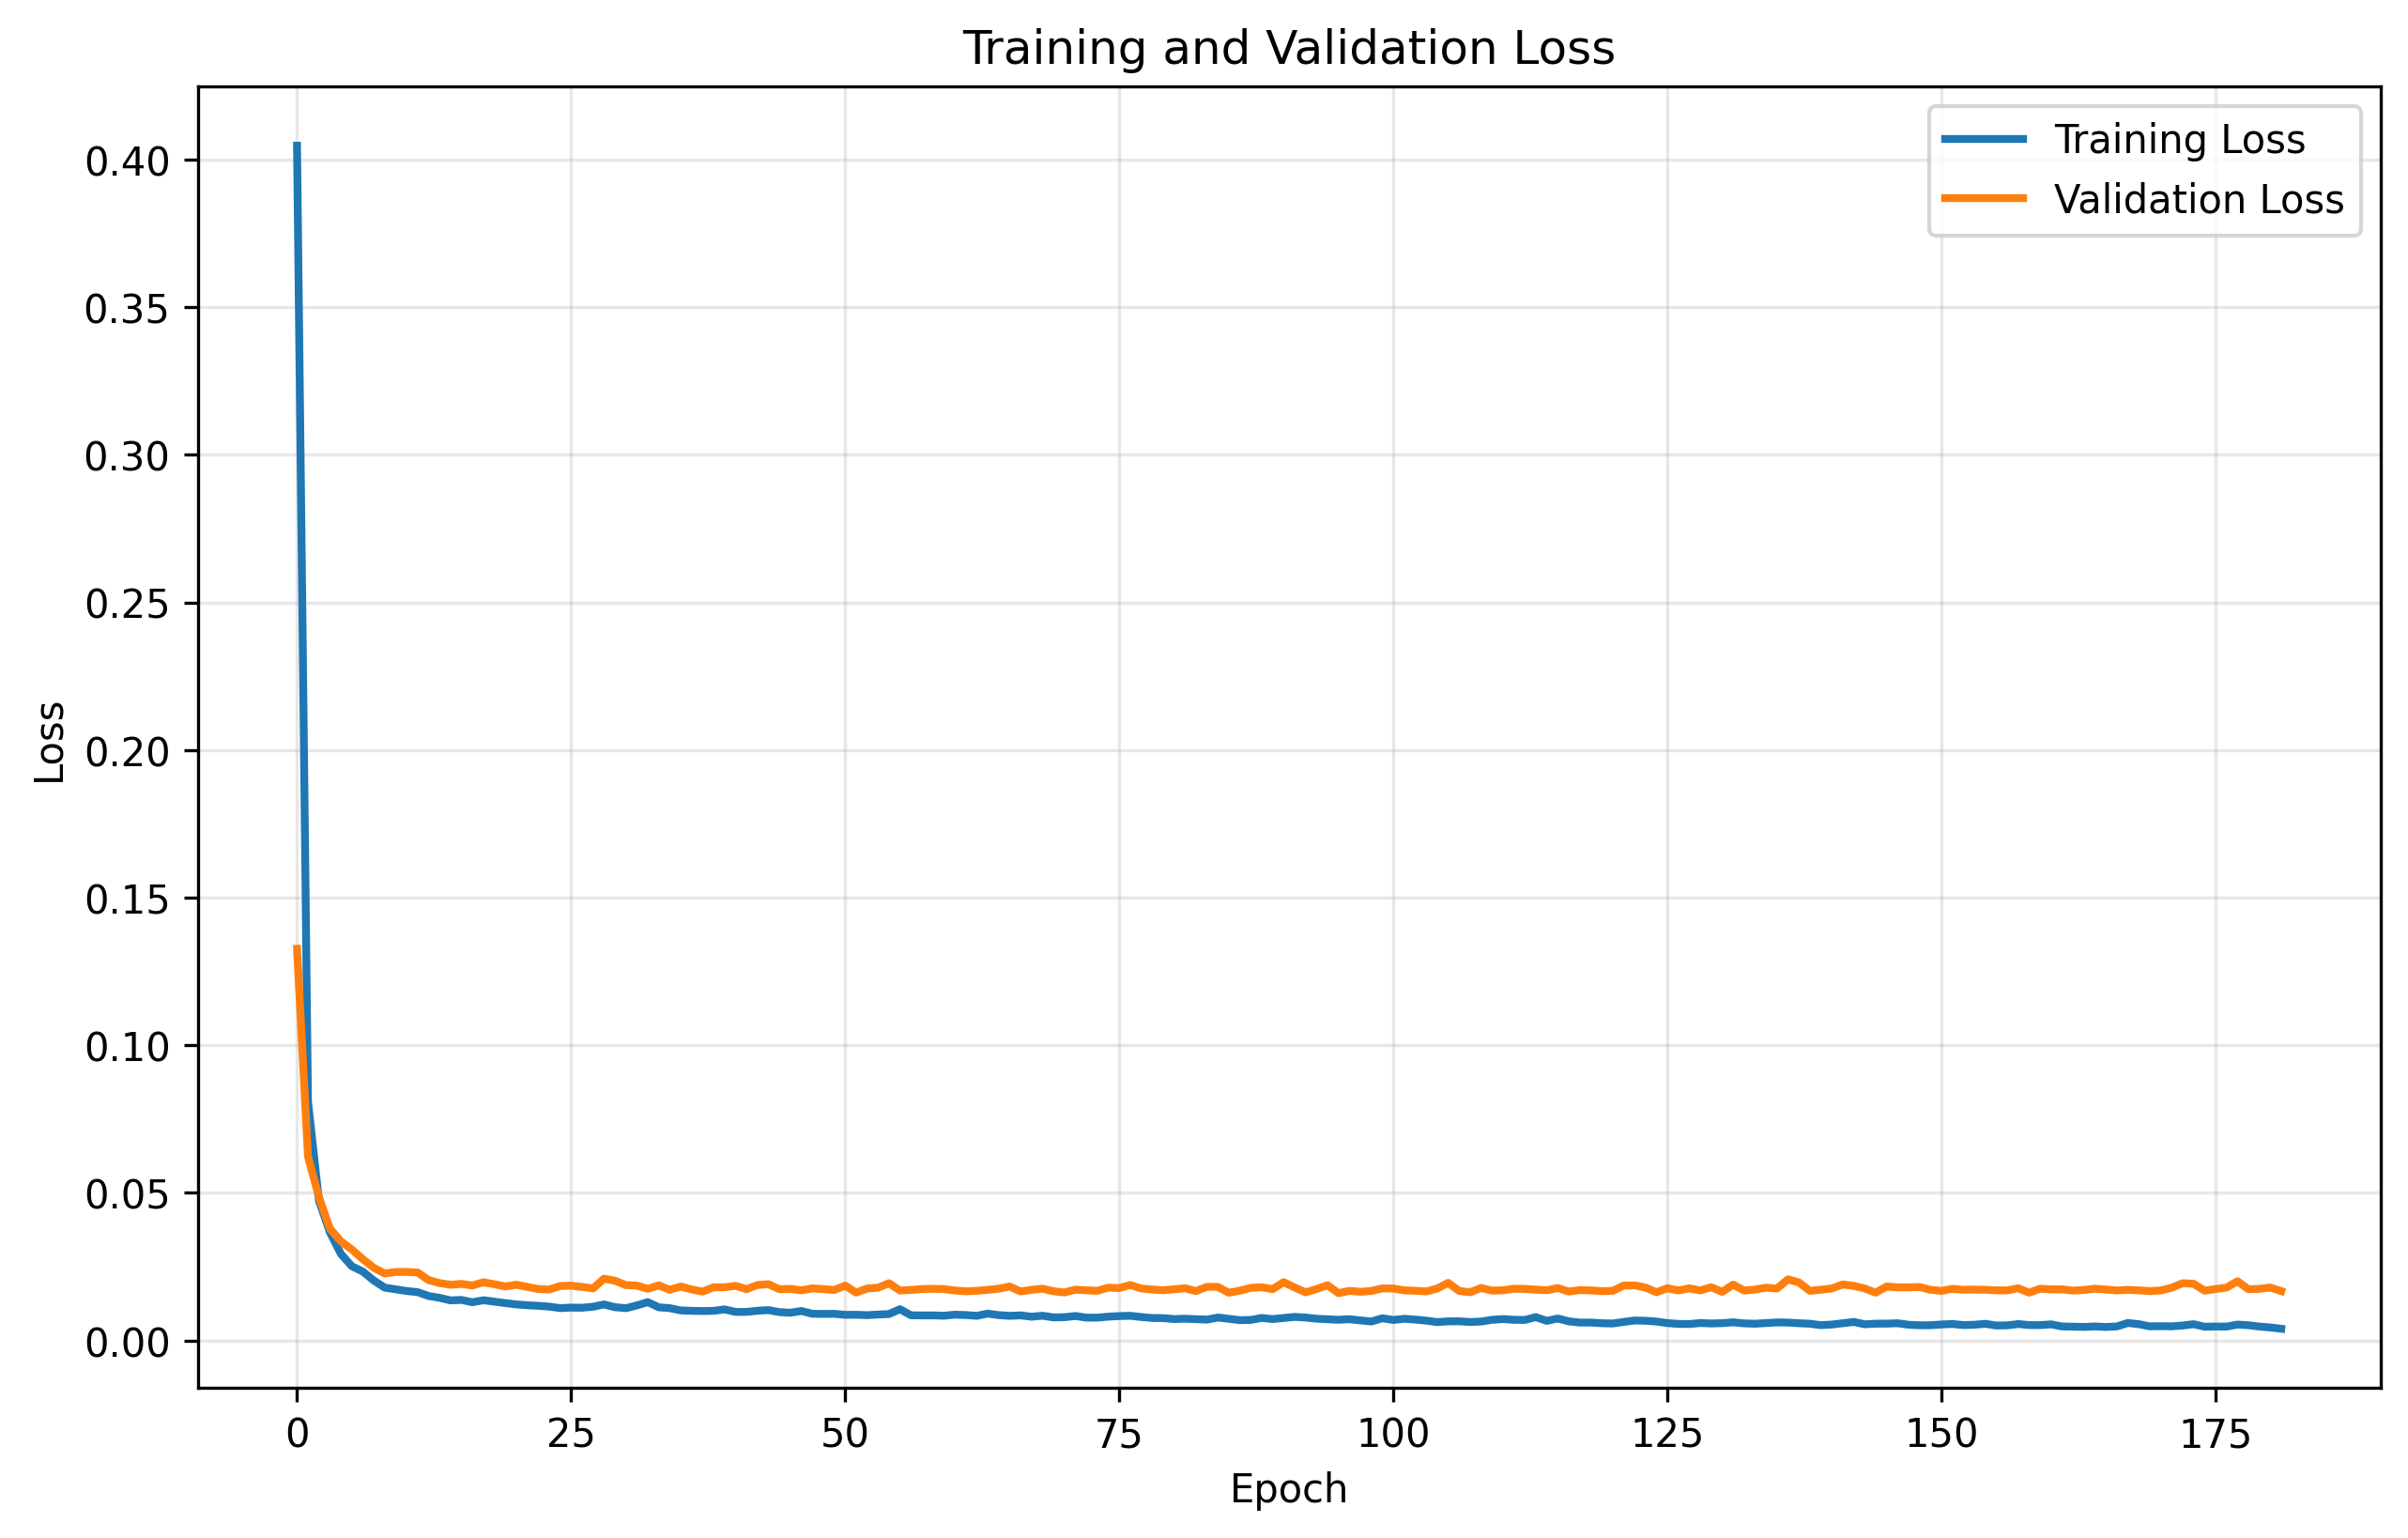 Training and Validation Loss
Training Loss
Validation Loss
0.40
0.35
0.30
0.25
0.20
0.15
0.10
0.05
0.00
Loss
0 25 50 75 100 125 150 175
Epoch